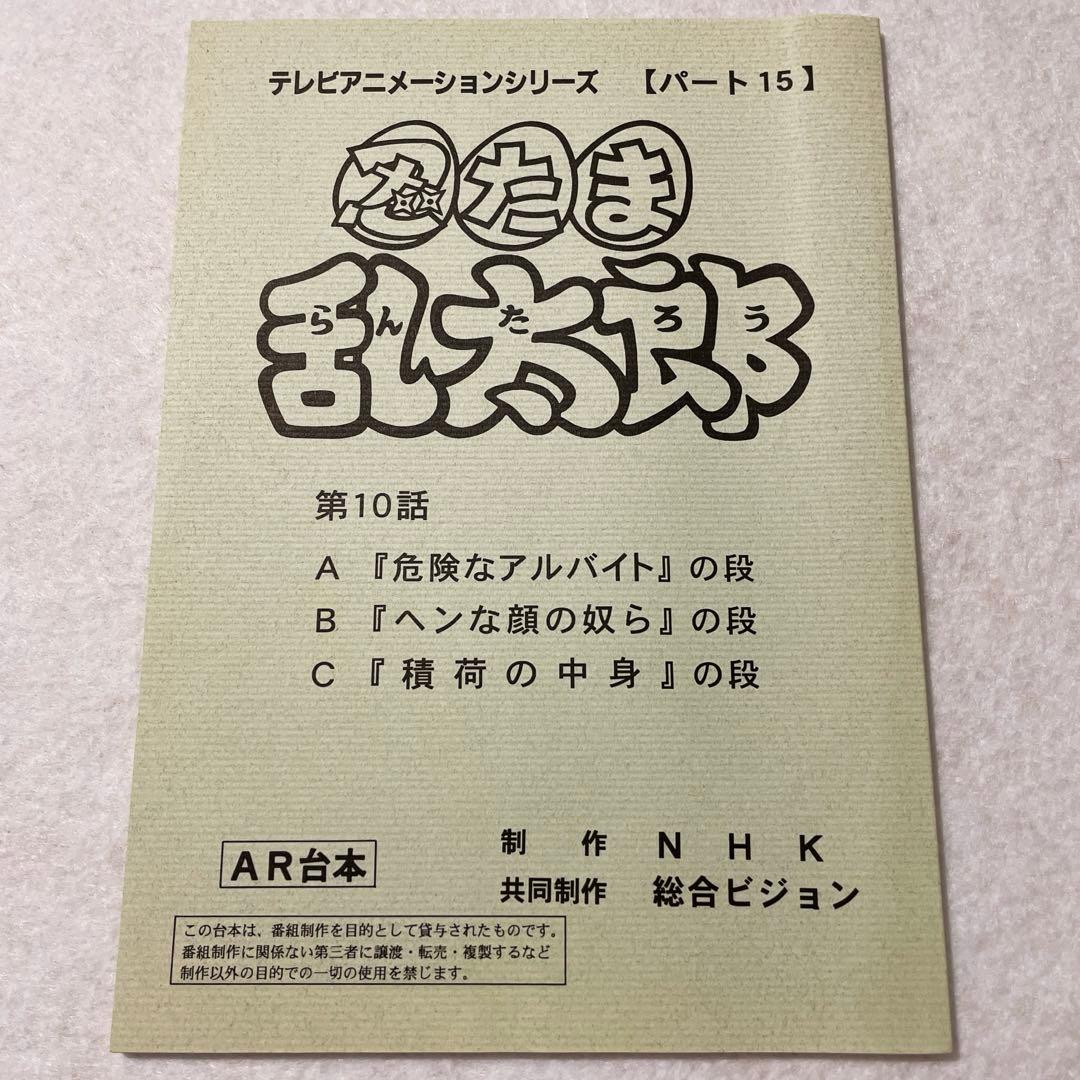 テレビアニメーションシリーズ 【パート15】
忍たま
乱太郎
らんたろう
第10話
A 『危険なアルバイト』の段
B 『ヘンな顔の奴ら』の段
C 『積荷の中身』の段
制作 NHK
AR台本
共同制作 総合ビジョン
この台本は、番組制作を目的として貸与されたものです。
番組制作に関係ない第三者に譲渡・転売・複製するなど
制作以外の目的での一切の使用を禁じます。